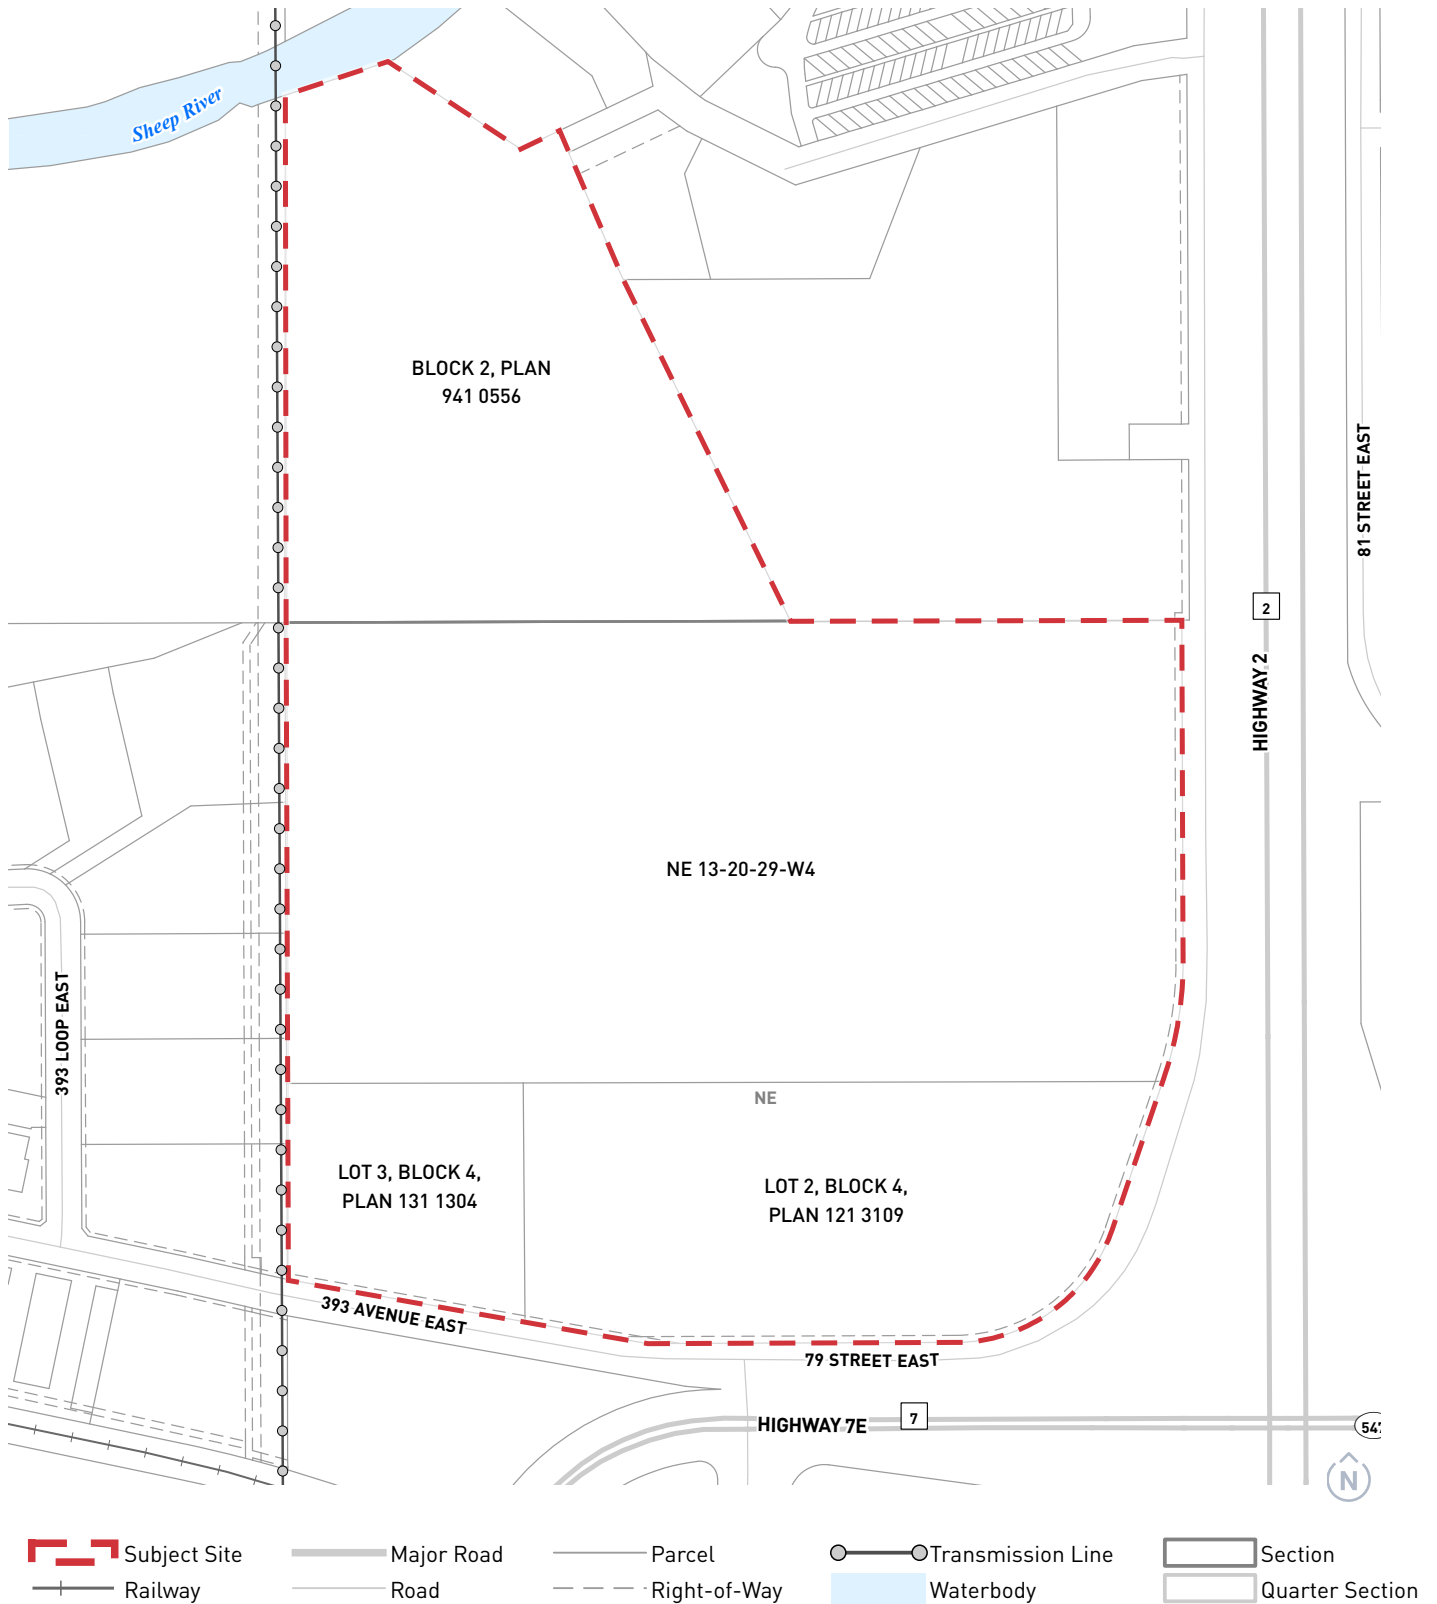 Sheep River
BLOCK 2, PLAN
941 0556
81 STREET EAST
2
HIGHWAY 2
NE 13-20-29-W4
393 LOOP EAST
NE
LOT 3, BLOCK 4,
PLAN 131 1304
LOT 2, BLOCK 4,
PLAN 121 3109
393 AVENUE EAST
79 STREET EAST
HIGHWAY 7E
7
547
N
Subject Site
Major Road
Parcel
Transmission Line
Section
Railway
Road
Right-of-Way
Waterbody
Quarter Section